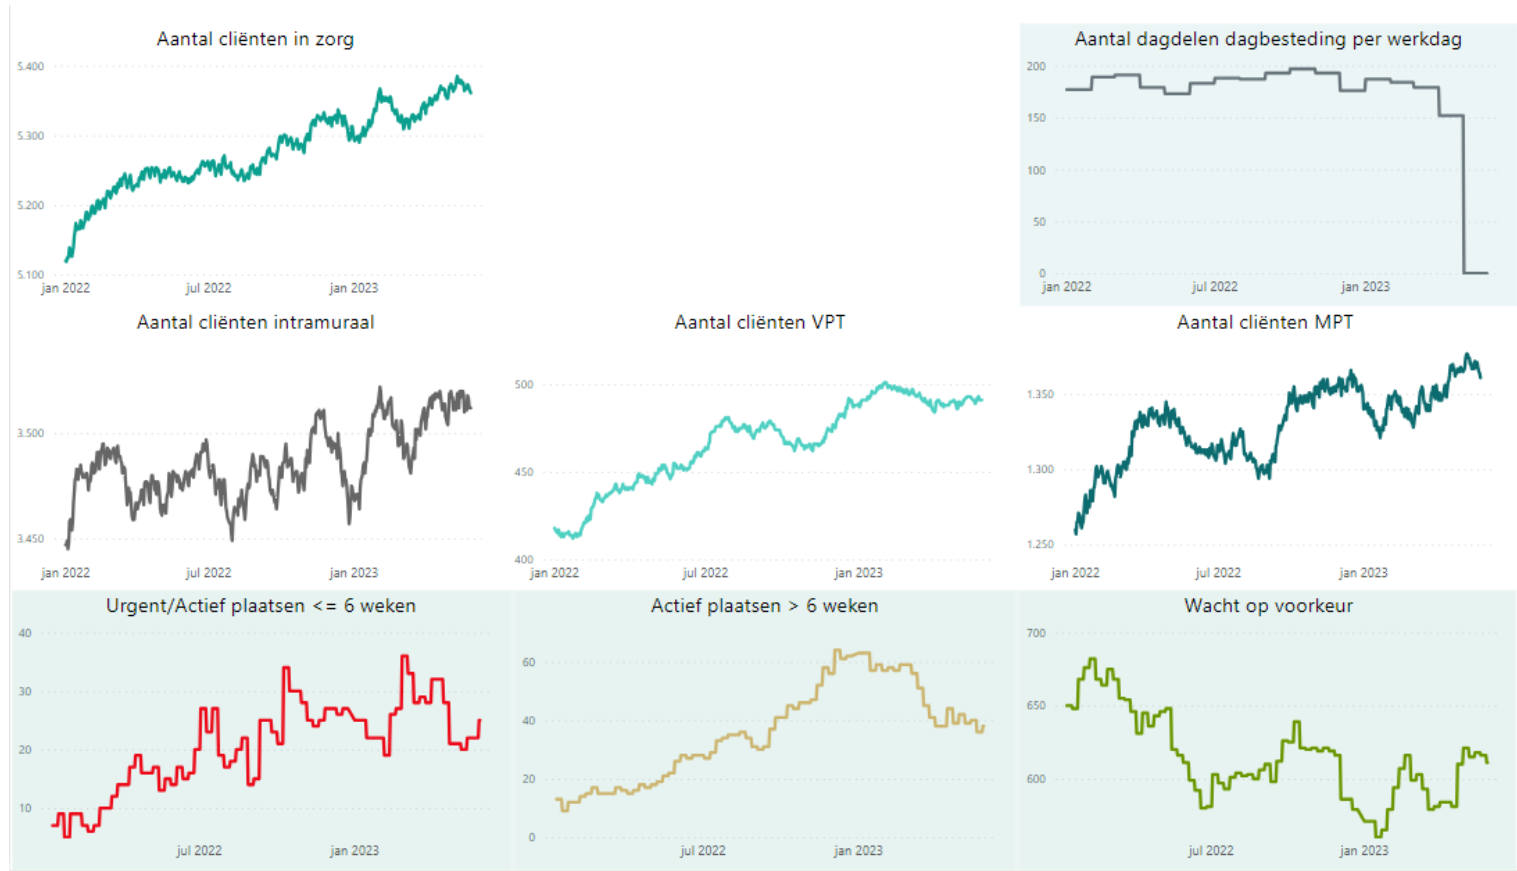 Aantal cliënten in zorg
5.400
5.300
5.200
5.100
jan 2022 jul 2022 jan 2023
Aantal dagdelen dagbesteding per werkdag
200
150
100
50
0
jan 2022 jul 2022 jan 2023
Aantal cliënten intramuraal
3.500
3.450
jan 2022 jul 2022 jan 2023
Aantal cliënten VPT
500
450
400
jan 2022 jul 2022 jan 2023
Aantal cliënten MPT
1.350
1.300
1.250
jan 2022 jul 2022 jan 2023
Urgent/Actief plaatsen <= 6 weken
40
30
20
10
jul 2022 jan 2023
Actief plaatsen > 6 weken
60
40
20
0
jul 2022 jan 2023
Wacht op voorkeur
700
650
600
jul 2022 jan 2023